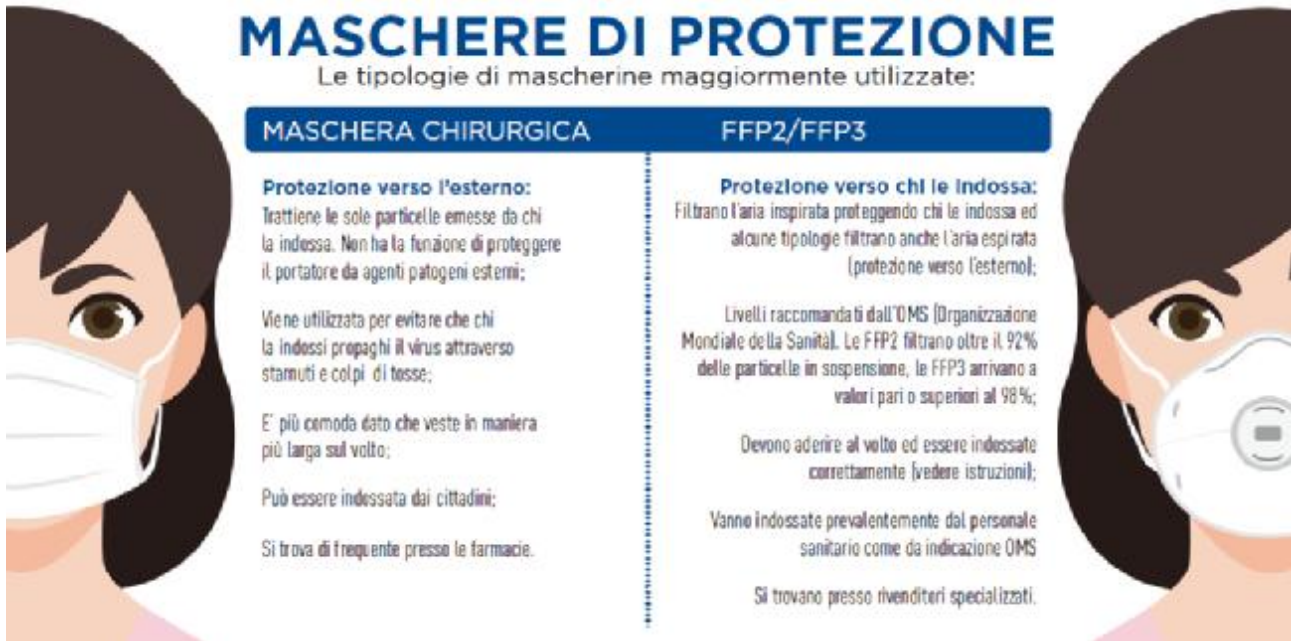 MASCHERE DI PROTEZIONE
Le tipologie di mascherine maggiormente utilizzate:
MASCHERA CHIRURGICA
Protezione verso l'esterno:
Trattiene le sole particelle emesse da chi
la indossa. Non ha la funzione di proteggere
il portatore da agenti patogeni esterni;
Viene utilizzata per evitare che chi
la indossi propaghi il virus attraverso
starnuti e colpi di tosse;
E' più comoda dato che veste in maniera
più larga sul volto;
Può essere indossata dai cittadini;
Si trova di frequente presso le farmacie.
FFP2/FFP3
Protezione verso chi le indossa:
Filtrano l'aria inspirata proteggendo chi le indossa ed
alcune tipologie filtrano anche l'aria espirata
(protezione verso l'esterno);
Livelli raccomandati dall'OMS (Organizzazione
Mondiale della Sanità). Le FFP2 filtrano oltre il 92%
delle particelle in sospensione, le FFP3 arrivano a
valori pari o superiori al 98%;
Devono aderire al volto ed essere indossate
correttamente (vedere istruzioni);
Vanno indossate prevalentemente dal personale
sanitario come da indicazione OMS
Si trovano presso rivenditori specializzati.